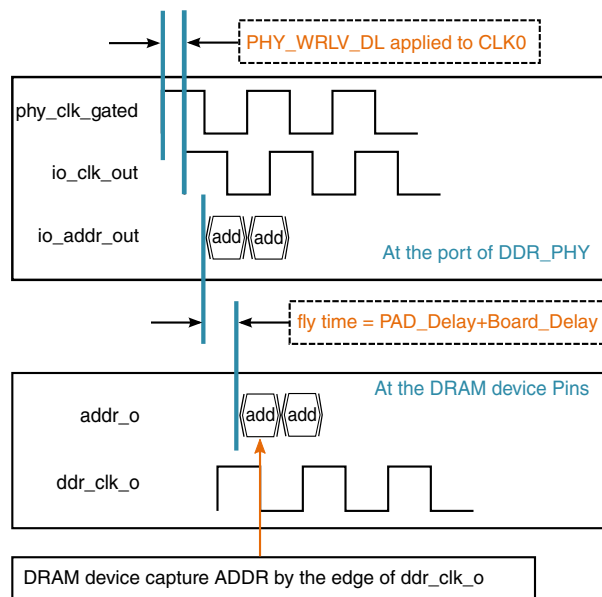 PHY_WRLV_DL applied to CLK0
phy_clk_gated
io_clk_out
io_addr_out
add add
At the port of DDR_PHY
fly time = PAD_Delay+Board_Delay
At the DRAM device Pins
addr_o
add add
ddr_clk_o
DRAM device capture ADDR by the edge of ddr_clk_o